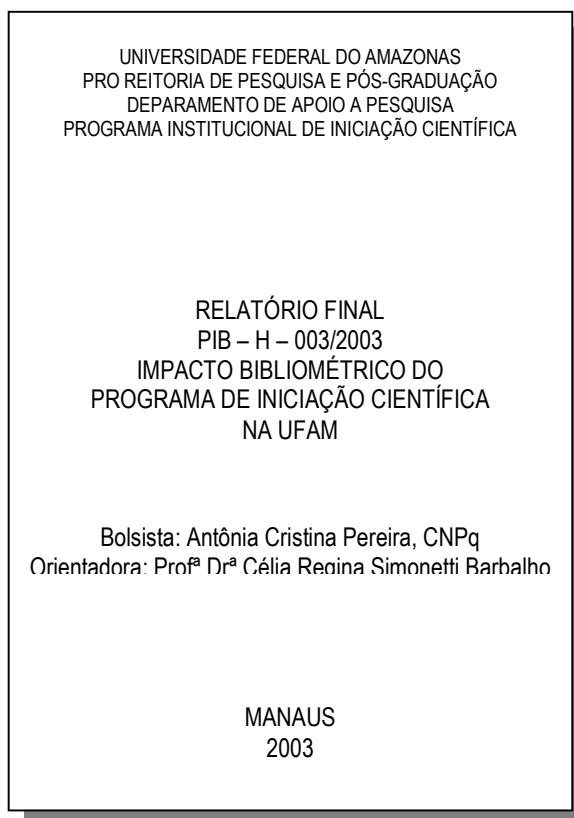 UNIVERSIDADE FEDERAL DO AMAZONAS
PRO REITORIA DE PESQUISA E PÓS-GRADUAÇÃO
DEPARTAMENTO DE APOIO A PESQUISA
PROGRAMA INSTITUCIONAL DE INICIAÇÃO CIENTÍFICA
RELATÓRIO FINAL
PIB – H – 003/2003
IMPACTO BIBLIOMÉTRICO DO
PROGRAMA DE INICIAÇÃO CIENTÍFICA
NA UFAM
Bolsista: Antônia Cristina Pereira, CNPq
Orientadora: Profª Drª Célia Regina Simonetti Barbalho
MANAUS
2003